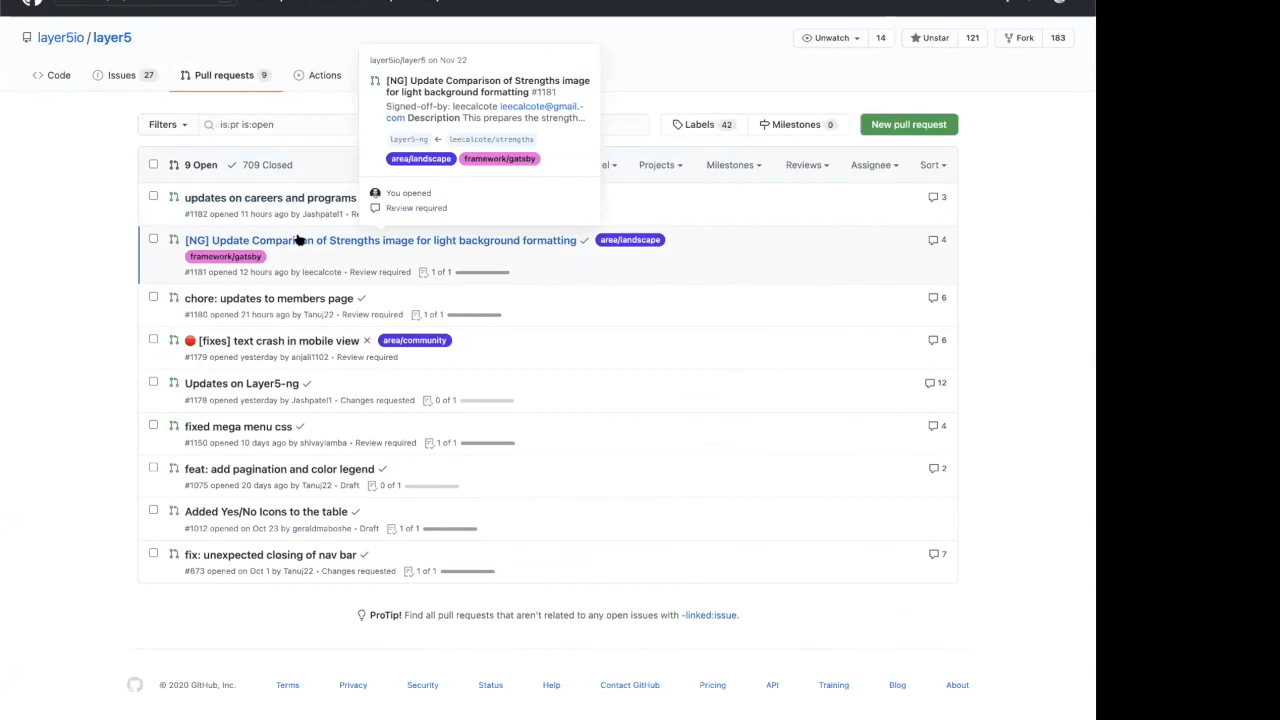 layer5io / layer5
Unwatch 14
Unstar 121
Fork 183
Code
Issues 27
Pull requests 9
Actions
layer5io/layer5 on Nov 22
[NG] Update Comparison of Strengths image
for light background formatting #1181
Signed-off-by: leecalcote leecalcote@gmail.-
com Description This prepares the strength...
layer5-ng ← leecalcote/strengths
area/landscape framework/gatsby
You opened
Review required
Filters
is:pr is:open
Labels 42
Milestones 0
New pull request
9 Open
709 Closed
el
Projects
Milestones
Reviews
Assignee
Sort
updates on careers and programs
3
#1182 opened 11 hours ago by Jashpatel1 • Re
[NG] Update Comparison of Strengths image for light background formatting area/landscape
4
framework/gatsby
#1181 opened 12 hours ago by leecalcote • Review required 1 of 1
chore: updates to members page
6
#1180 opened 21 hours ago by Tanuj22 • Review required 1 of 1
[fixes] text crash in mobile view area/community
6
#1179 opened yesterday by anjali1102 • Review required
Updates on Layer5-ng
12
#1178 opened yesterday by Jashpatel1 • Changes requested 0 of 1
fixed mega menu css
4
#1150 opened 10 days ago by shivaylamba • Review required 1 of 1
feat: add pagination and color legend
2
#1075 opened 20 days ago by Tanuj22 • Draft 0 of 1
Added Yes/No Icons to the table
#1012 opened on Oct 23 by geraldmaboshe • Draft 1 of 1
fix: unexpected closing of nav bar
7
#873 opened on Oct 1 by Tanuj22 • Changes requested 1 of 1
ProTip! Find all pull requests that aren't related to any open issues with -linked:issue.
© 2020 GitHub, Inc.
Terms
Privacy
Security
Status
Help
Contact GitHub
Pricing
API
Training
Blog
About